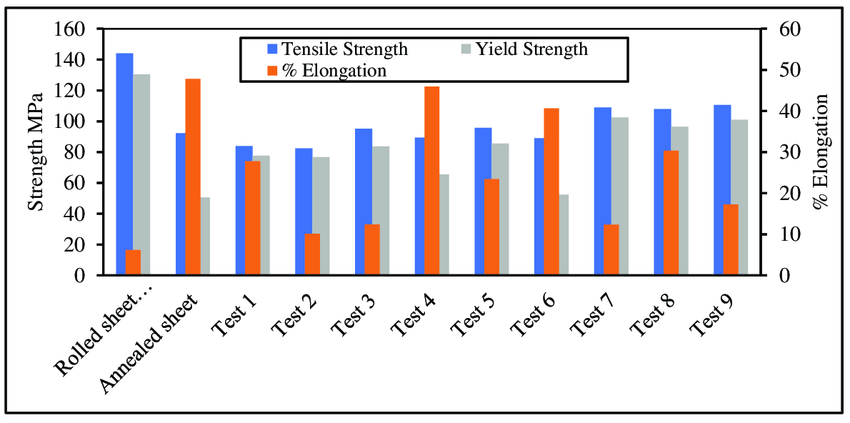 Tensile Strength
Yield Strength
% Elongation
160
140
120
100
80
60
40
20
0
Strength MPa
60
50
40
30
20
10
0
% Elongation
Rolled sheet…
Annealed sheet
Test 1
Test 2
Test 3
Test 4
Test 5
Test 6
Test 7
Test 8
Test 9